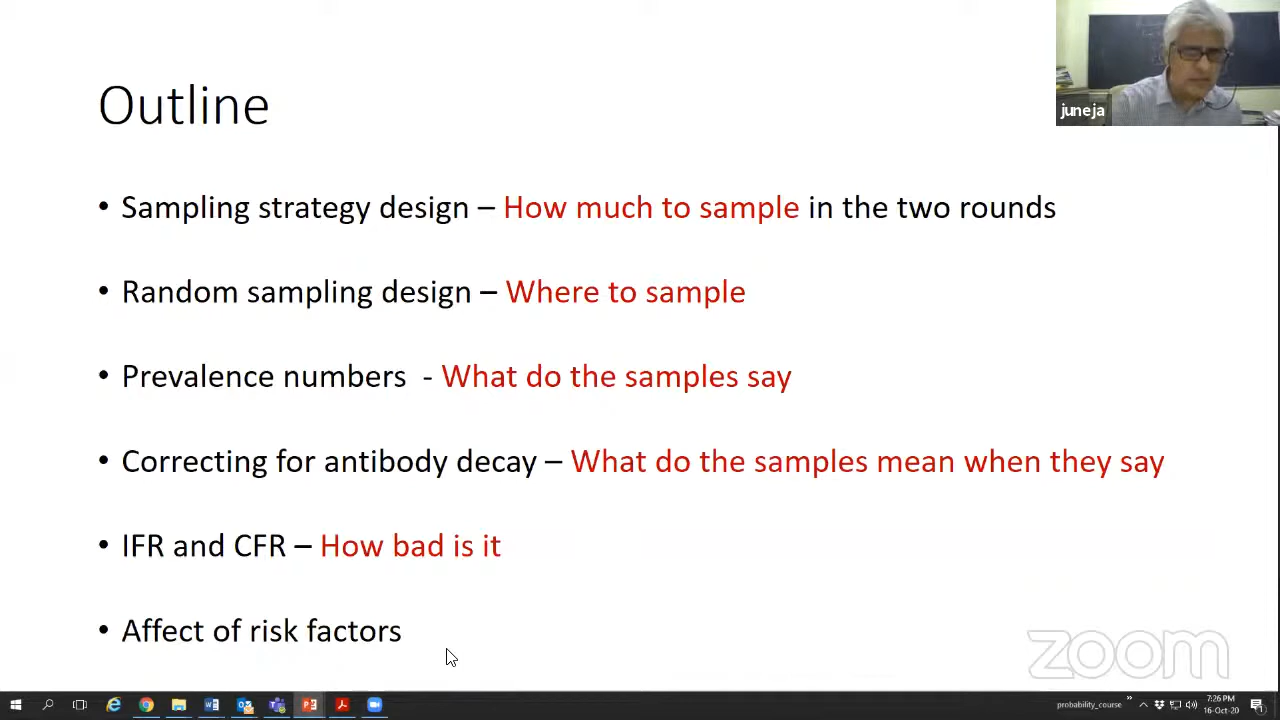 Outline
juneja
• Sampling strategy design – How much to sample in the two rounds
• Random sampling design – Where to sample
• Prevalence numbers - What do the samples say
• Correcting for antibody decay – What do the samples mean when they say
• IFR and CFR – How bad is it
• Affect of risk factors
zoom
probability_course
7:26 PM
16-Oct-20